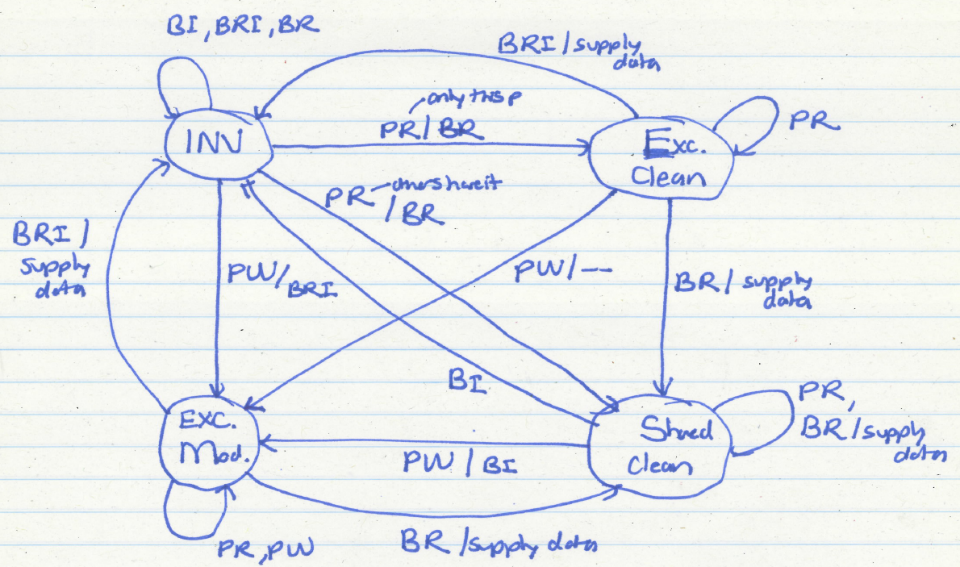 BI, BRI, BR
BRI / supply
data
only this p
PR / BR
INV
Exc.
Clean
PR
PR others have it
/ BR
BRI /
supply
data
PW / BRI
PW / —
BR / supply
data
BI
EXC.
Mod.
Shared
Clean
PR,
BR / supply
data
PW / BI
PR, PW
BR / supply data